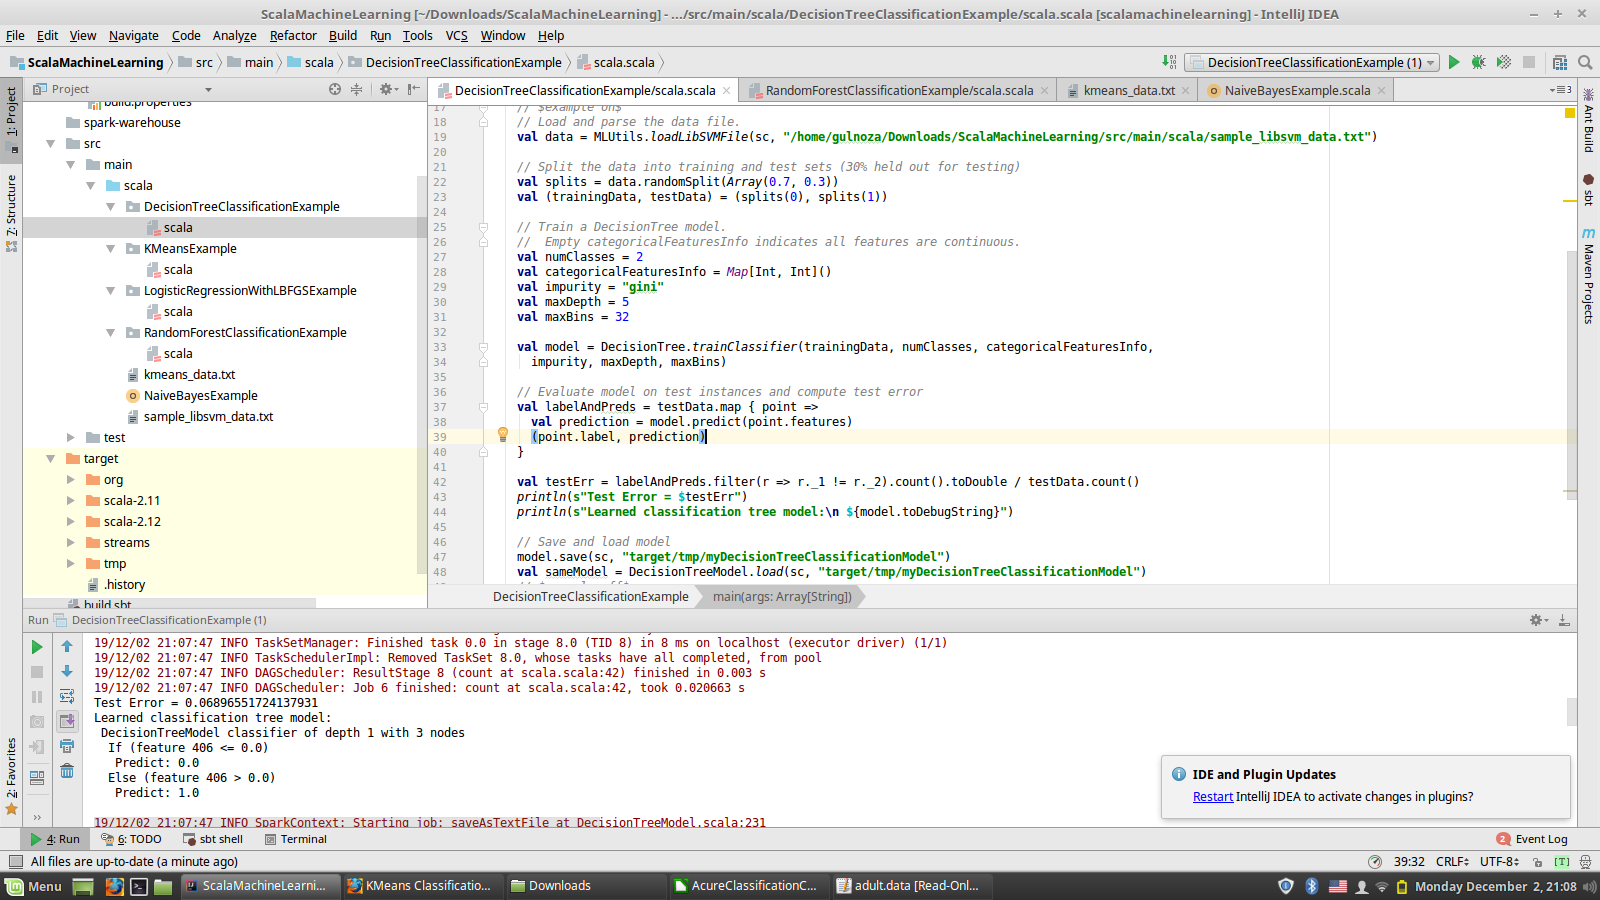 ScalaMachineLearning [~/Downloads/ScalaMachineLearning] - .../src/main/scala/DecisionTreeClassificationExample/scala.scala [scalamachinelearning] - IntelliJ IDEA
File Edit View Navigate Code Analyze Refactor Build Run Tools VCS Window Help
ScalaMachineLearning src main scala DecisionTreeClassificationExample scala.scala
DecisionTreeClassificationExample (1)
Project
DecisionTreeClassificationExample/scala.scala RandomForestClassificationExample/scala.scala kmeans_data.txt NaiveBayesExample.scala
1: Project
7: Structure
2: Favorites
build.properties
spark-warehouse
src
main
scala
DecisionTreeClassificationExample
scala
KMeansExample
scala
LogisticRegressionWithLBFGSExample
scala
RandomForestClassificationExample
scala
kmeans_data.txt
NaiveBayesExample
sample_libsvm_data.txt
test
target
org
scala-2.11
scala-2.12
streams
tmp
.history
build.sbt
17 // $example on$
18 // Load and parse the data file.
19 val data = MLUtils.loadLibSVMFile(sc, "/home/gulnoza/Downloads/ScalaMachineLearning/src/main/scala/sample_libsvm_data.txt")
20
21 // Split the data into training and test sets (30% held out for testing)
22 val splits = data.randomSplit(Array(0.7, 0.3))
23 val (trainingData, testData) = (splits(0), splits(1))
24
25 // Train a DecisionTree model.
26 //  Empty categoricalFeaturesInfo indicates all features are continuous.
27 val numClasses = 2
28 val categoricalFeaturesInfo = Map[Int, Int]()
29 val impurity = "gini"
30 val maxDepth = 5
31 val maxBins = 32
32
33 val model = DecisionTree.trainClassifier(trainingData, numClasses, categoricalFeaturesInfo,
34 impurity, maxDepth, maxBins)
35
36 // Evaluate model on test instances and compute test error
37 val labelAndPreds = testData.map { point =>
38 val prediction = model.predict(point.features)
39 (point.label, prediction)
40 }
41
42 val testErr = labelAndPreds.filter(r => r._1 != r._2).count().toDouble / testData.count()
43 println(s"Test Error = $testErr")
44 println(s"Learned classification tree model:\n ${model.toDebugString}")
45
46 // Save and load model
47 model.save(sc, "target/tmp/myDecisionTreeClassificationModel")
48 val sameModel = DecisionTreeModel.load(sc, "target/tmp/myDecisionTreeClassificationModel")
DecisionTreeClassificationExample main(args: Array[String])
3
Ant Build
sbt
Maven Projects
Run DecisionTreeClassificationExample (1)
19/12/02 21:07:47 INFO TaskSetManager: Finished task 0.0 in stage 8.0 (TID 8) in 8 ms on localhost (executor driver) (1/1)
19/12/02 21:07:47 INFO TaskSchedulerImpl: Removed TaskSet 8.0, whose tasks have all completed, from pool
19/12/02 21:07:47 INFO DAGScheduler: ResultStage 8 (count at scala.scala:42) finished in 0.003 s
19/12/02 21:07:47 INFO DAGScheduler: Job 6 finished: count at scala.scala:42, took 0.020663 s
Test Error = 0.06896551724137931
Learned classification tree model:
DecisionTreeModel classifier of depth 1 with 3 nodes
If (feature 406 <= 0.0)
Predict: 0.0
Else (feature 406 > 0.0)
Predict: 1.0
19/12/02 21:07:47 INFO SparkContext: Starting job: saveAsTextFile at DecisionTreeModel.scala:231
IDE and Plugin Updates
Restart IntelliJ IDEA to activate changes in plugins?
4: Run 6: TODO sbt shell Terminal 2 Event Log
All files are up-to-date (a minute ago) 39:32 CRLF UTF-8 [T]
Menu ScalaMachineLearni... KMeans Classificatio... Downloads AcureClassificationC... adult.data [Read-Onl... Monday December 2, 21:08